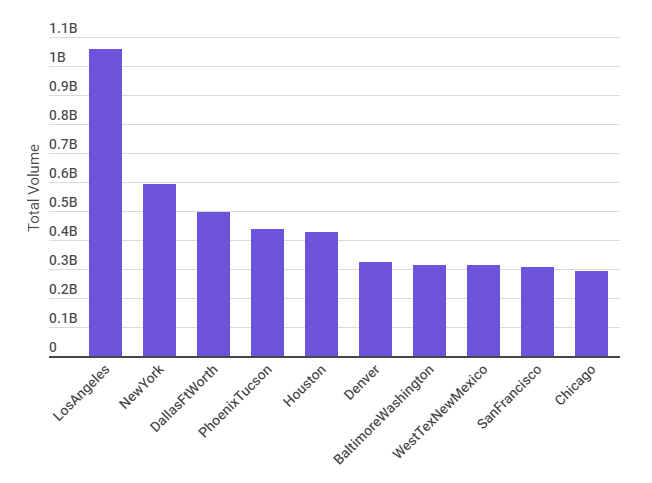 1.1B
1B
0.9B
0.8B
0.7B
0.6B
0.5B
0.4B
0.3B
0.2B
0.1B
0
Total Volume
LosAngeles
NewYork
DallasFtWorth
PhoenixTucson
Houston
Denver
BaltimoreWashington
WestTexNewMexico
SanFrancisco
Chicago